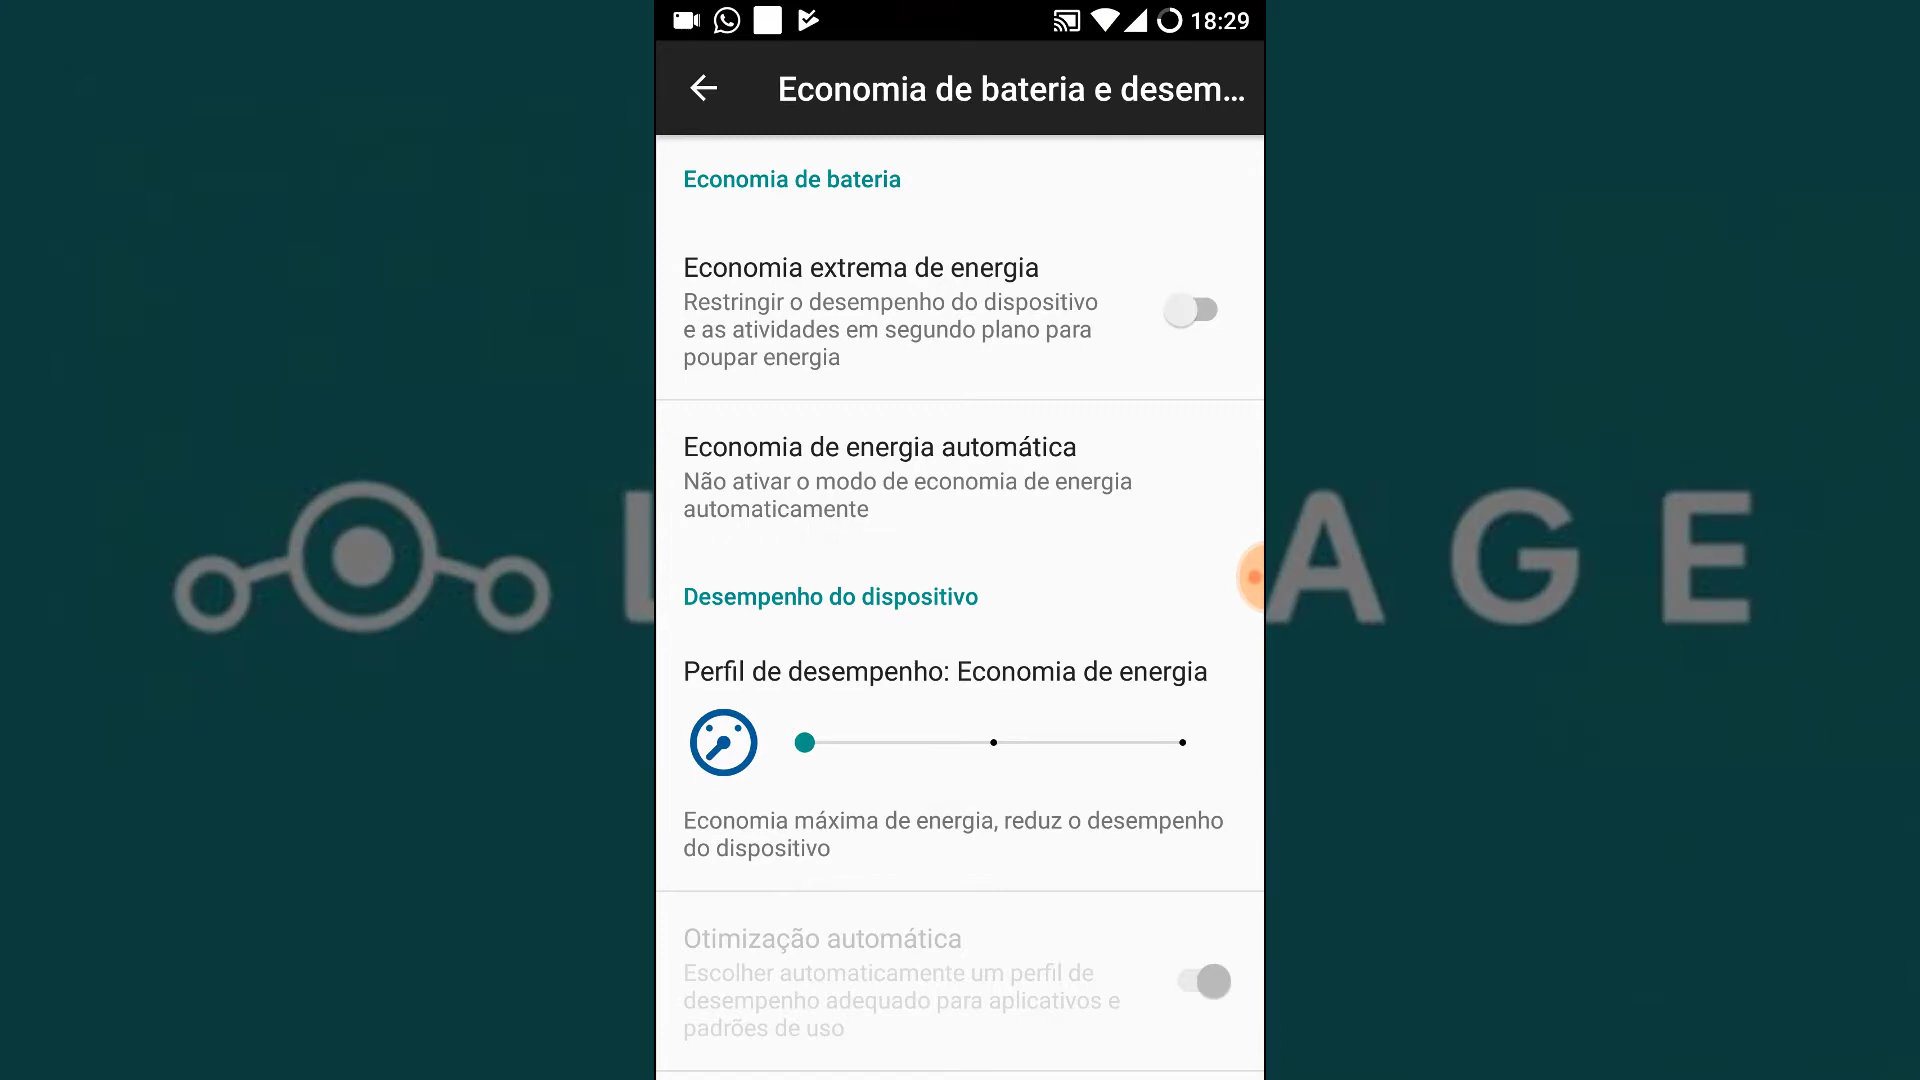 18:29
Economia de bateria e desem...
Economia de bateria
Economia extrema de energia
Restringir o desempenho do dispositivo
e as atividades em segundo plano para
poupar energia
Economia de energia automática
Não ativar o modo de economia de energia
automaticamente
L AGE
Desempenho do dispositivo
Perfil de desempenho: Economia de energia
Economia máxima de energia, reduz o desempenho
do dispositivo
Otimização automática
Escolher automaticamente um perfil de
desempenho adequado para aplicativos e
padrões de uso